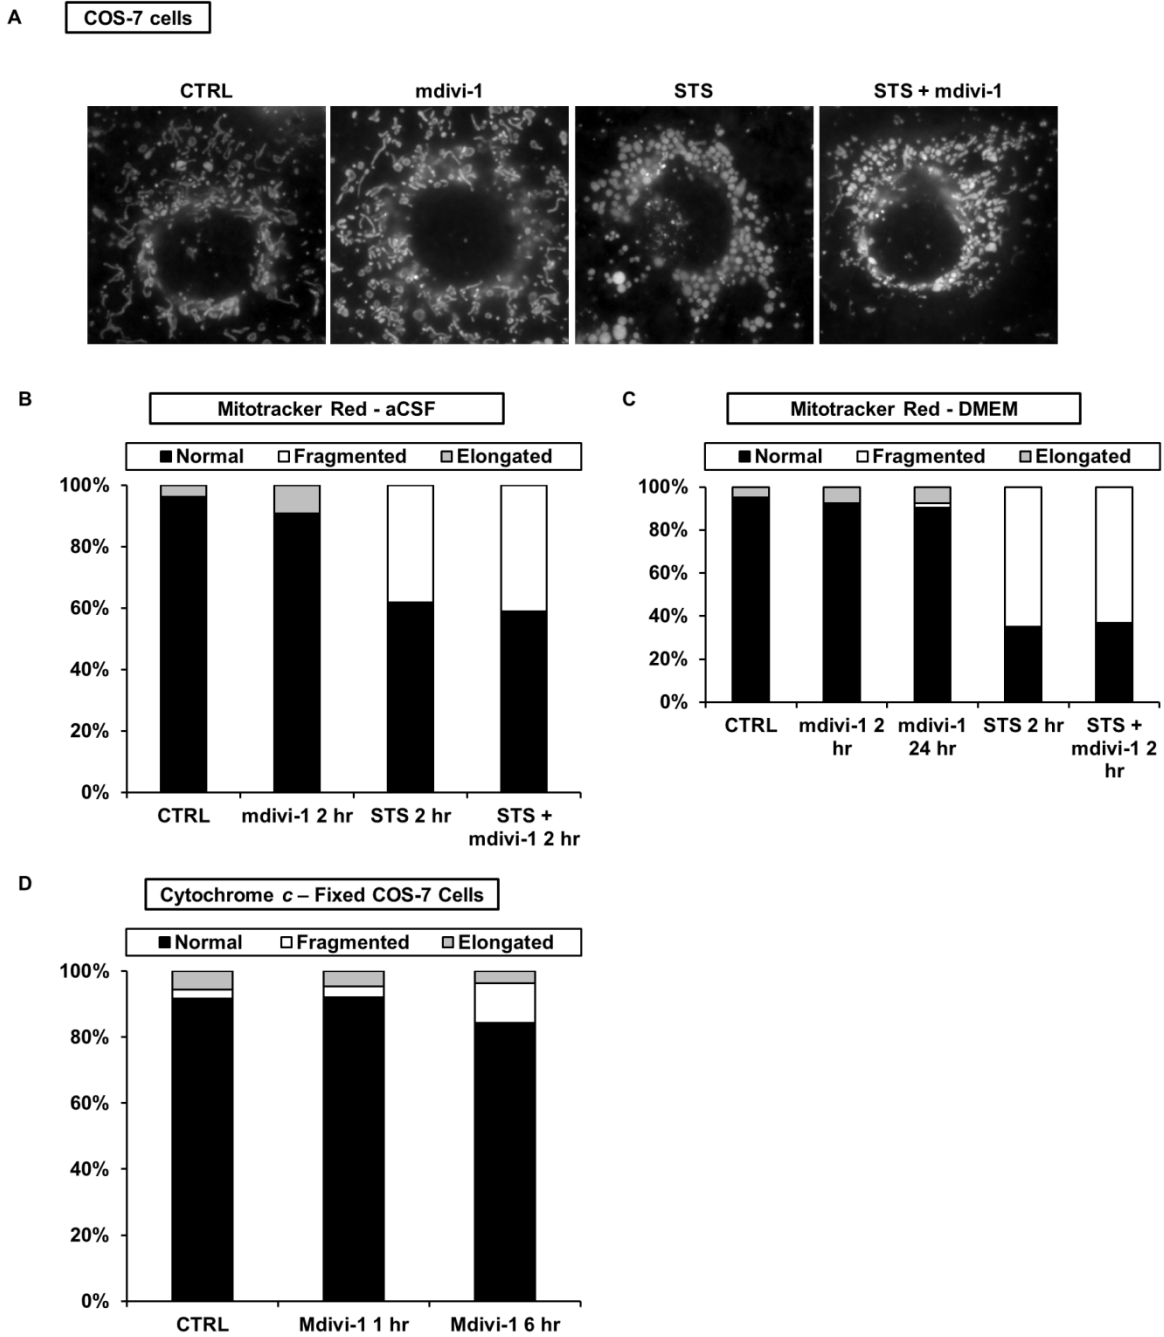 A
COS-7 cells
CTRL
mdivi-1
STS
STS + mdivi-1
B
Mitotracker Red - aCSF
Normal
Fragmented
Elongated
100%
80%
60%
40%
20%
0%
CTRL
mdivi-1 2 hr
STS 2 hr
STS +
mdivi-1 2 hr
C
Mitotracker Red - DMEM
Normal
Fragmented
Elongated
100%
80%
60%
40%
20%
0%
CTRL
mdivi-1 2
hr
mdivi-1
24 hr
STS 2 hr
STS +
mdivi-1 2
hr
D
Cytochrome c – Fixed COS-7 Cells
Normal
Fragmented
Elongated
100%
80%
60%
40%
20%
0%
CTRL
Mdivi-1 1 hr
Mdivi-1 6 hr